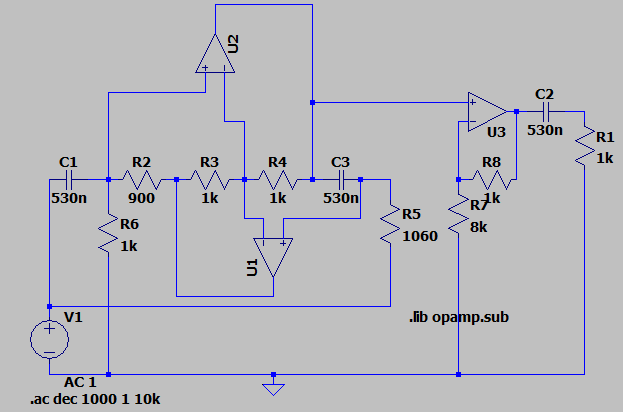 U2
C1
530n
R2
900
R3
1k
R4
1k
C3
530n
U3
C2
530n
R1
1k
R8
1k
R7
8k
R6
1k
U1
R5
1060
.lib opamp.sub
V1
AC 1
.ac dec 1000 1 10k